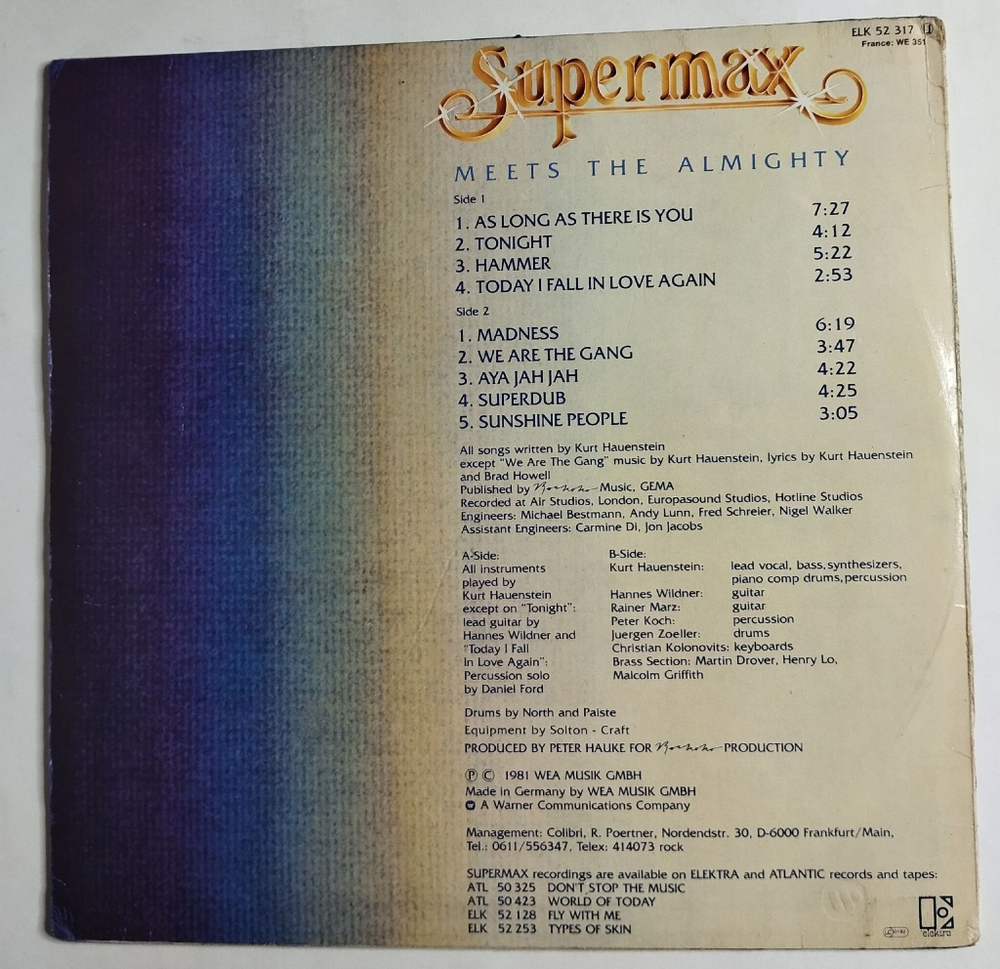 ELK 52 317
France: WE 351
Supermax
MEETS THE ALMIGHTY
Side 1
1. AS LONG AS THERE IS YOU 7:27
2. TONIGHT 4:12
3. HAMMER 5:22
4. TODAY I FALL IN LOVE AGAIN 2:53
Side 2
1. MADNESS 6:19
2. WE ARE THE GANG 3:47
3. AYA JAH JAH 4:22
4. SUPERDUB 4:25
5. SUNSHINE PEOPLE 3:05
All songs written by Kurt Hauenstein
except "We Are The Gang" music by Kurt Hauenstein, lyrics by Kurt Hauenstein
and Brad Howell
Published by Music, GEMA
Recorded at Air Studios, London, Europasound Studios, Hotline Studios
Engineers: Michael Bestmann, Andy Lunn, Fred Schreier, Nigel Walker
Assistant Engineers: Carmine Di, Jon Jacobs
A-Side:
All instruments
played by
Kurt Hauenstein
except on "Tonight":
lead guitar by
Hannes Wildner and
"Today I Fall
In Love Again":
Percussion solo
by Daniel Ford
B-Side:
Kurt Hauenstein: lead vocal, bass, synthesizers,
piano comp drums, percussion
Hannes Wildner: guitar
Rainer Marz: guitar
Peter Koch: percussion
Juergen Zoeller: drums
Christian Kolonovits: keyboards
Brass Section: Martin Drover, Henry Lo,
Malcolm Griffith
Drums by North and Paiste
Equipment by Solton - Craft
PRODUCED BY PETER HAUKE FOR PRODUCTION
Ⓟ © 1981 WEA MUSIK GMBH
Made in Germany by WEA MUSIK GMBH
A Warner Communications Company
Management: Colibri, R. Poertner, Nordendstr. 30, D-6000 Frankfurt/Main,
Tel.: 0611/556347, Telex: 414073 rock
SUPERMAX recordings are available on ELEKTRA and ATLANTIC records and tapes:
ATL 50 325 DON'T STOP THE MUSIC
ATL 50 423 WORLD OF TODAY
ELK 52 128 FLY WITH ME
ELK 52 253 TYPES OF SKIN
elektra